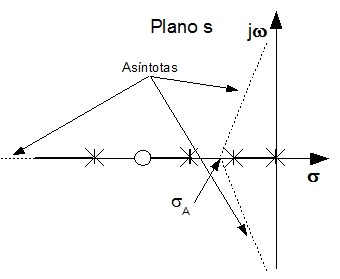 Plano s
jω
Asíntotas
σ
σA